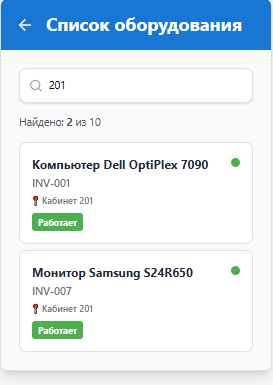 Список оборудования
201
Найдено: 2 из 10
Компьютер Dell OptiPlex 7090
INV-001
Кабинет 201
Работает
Монитор Samsung S24R650
INV-007
Кабинет 201
Работает